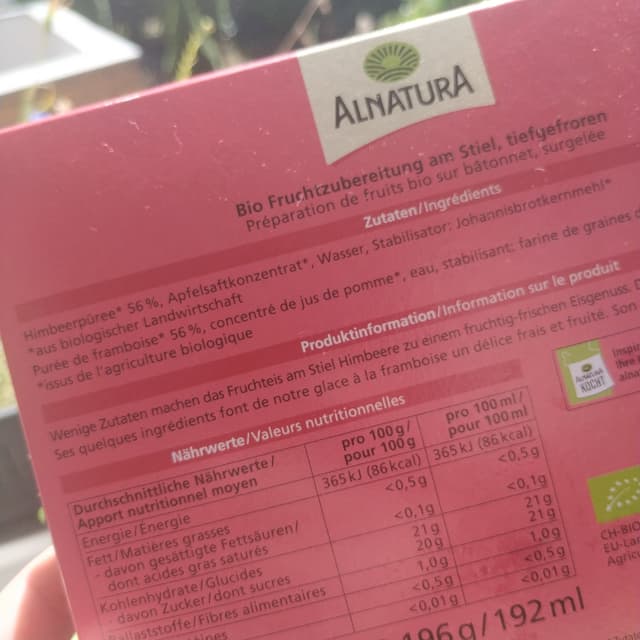 ALNATURA
Bio Fruchtzubereitung am Stiel, tiefgefroren
Préparation de fruits bio sur bâtonnet, surgelée
Zutaten/Ingrédients
Himbeerpüree* 56 %, Apfelsaftkonzentrat*, Wasser, Stabilisator: Johannisbrotkernmehl*
*aus biologischer Landwirtschaft
Purée de framboise* 56 %, concentré de jus de pomme*, eau, stabilisant: farine de graines d
*issus de l'agriculture biologique
Produktinformation/Information sur le produit
Wenige Zutaten machen das Fruchteis am Stiel Himbeere zu einem fruchtig-frischen Eisgenuss. D
Ses quelques ingrédients font de notre glace à la framboise un délice frais et fruité. Son
ALNATURA
KOCHT
Inspir
Ihre
alna
Nährwerte/Valeurs nutritionnelles
Durchschnittliche Nährwerte/
Apport nutritionnel moyen
pro 100g/
pour 100g
pro 100ml/
pour 100ml
Energie/Énergie 365kJ (86kcal) 365kJ (86kcal)
Fett/Matières grasses <0,5g <0,5g
- davon gesättigte Fettsäuren/
dont acides gras saturés <0,1g <0,1g
Kohlenhydrate/Glucides 21g 21g
- davon Zucker/dont sucres 20g 21g
Ballaststoffe/Fibres alimentaires 1,0g 1,0g
<0,5g <0,5g
<0,01g <0,01g
196g/192ml
CH-BIO
EU-Lan
Agricu